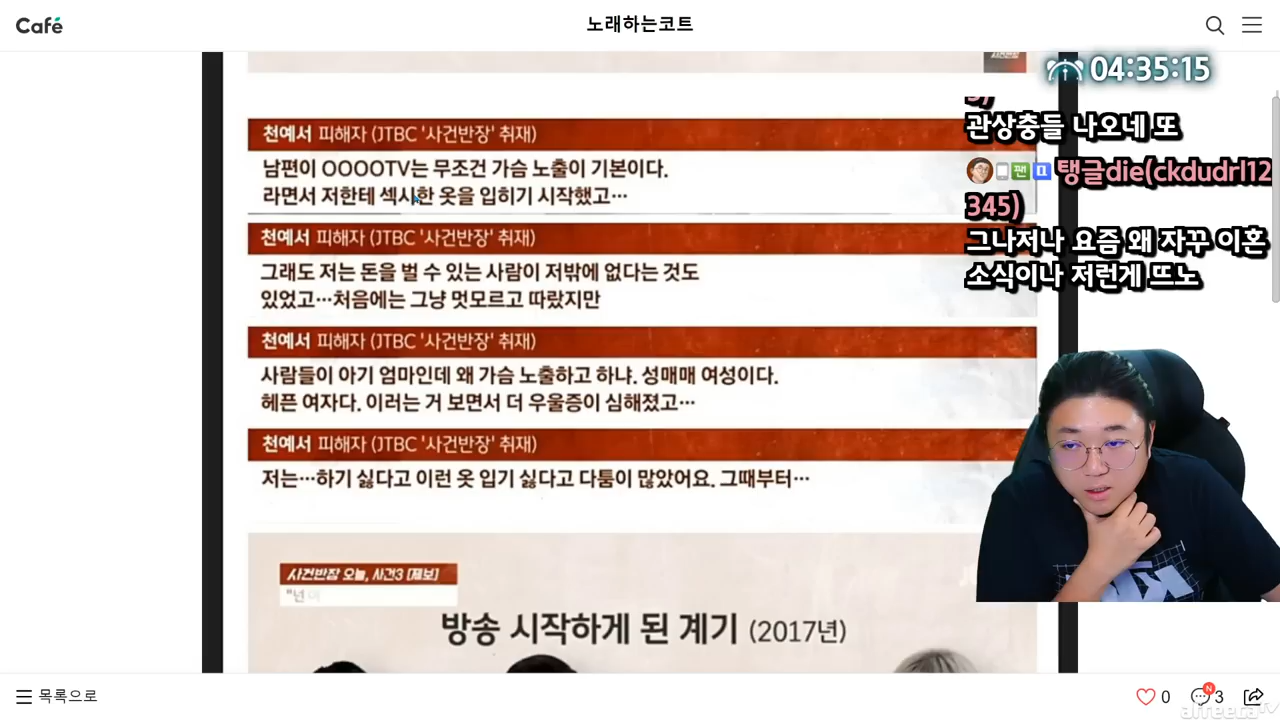 Café
노래하는코트
사건반장
04:35:15
관상충들 나오네 또
천예서 피해자 (JTBC '사건반장' 취재)
남편이 OOOOTV는 무조건 가슴 노출이 기본이다.
라면서 저한테 섹시한 옷을 입히기 시작했고…
팬 탱글die(ckdudrl12
345)
그나저나 요즘 왜 자꾸 이혼
소식이나 저런게 뜨노
천예서 피해자 (JTBC '사건반장' 취재)
그래도 저는 돈을 벌 수 있는 사람이 저밖에 없다는 것도
있었고…처음에는 그냥 멋모르고 따랐지만
천예서 피해자 (JTBC '사건반장' 취재)
사람들이 아기 엄마인데 왜 가슴 노출하고 하냐. 성매매 여성이다.
헤픈 여자다. 이러는 거 보면서 더 우울증이 심해졌고…
천예서 피해자 (JTBC '사건반장' 취재)
저는…하기 싫다고 이런 옷 입기 싫다고 다툼이 많았어요. 그때부터…
사건반장 오늘, 사건3 [제보]
"넌
방송 시작하게 된 계기 (2017년)
목록으로
0
N
3
afreecaTV